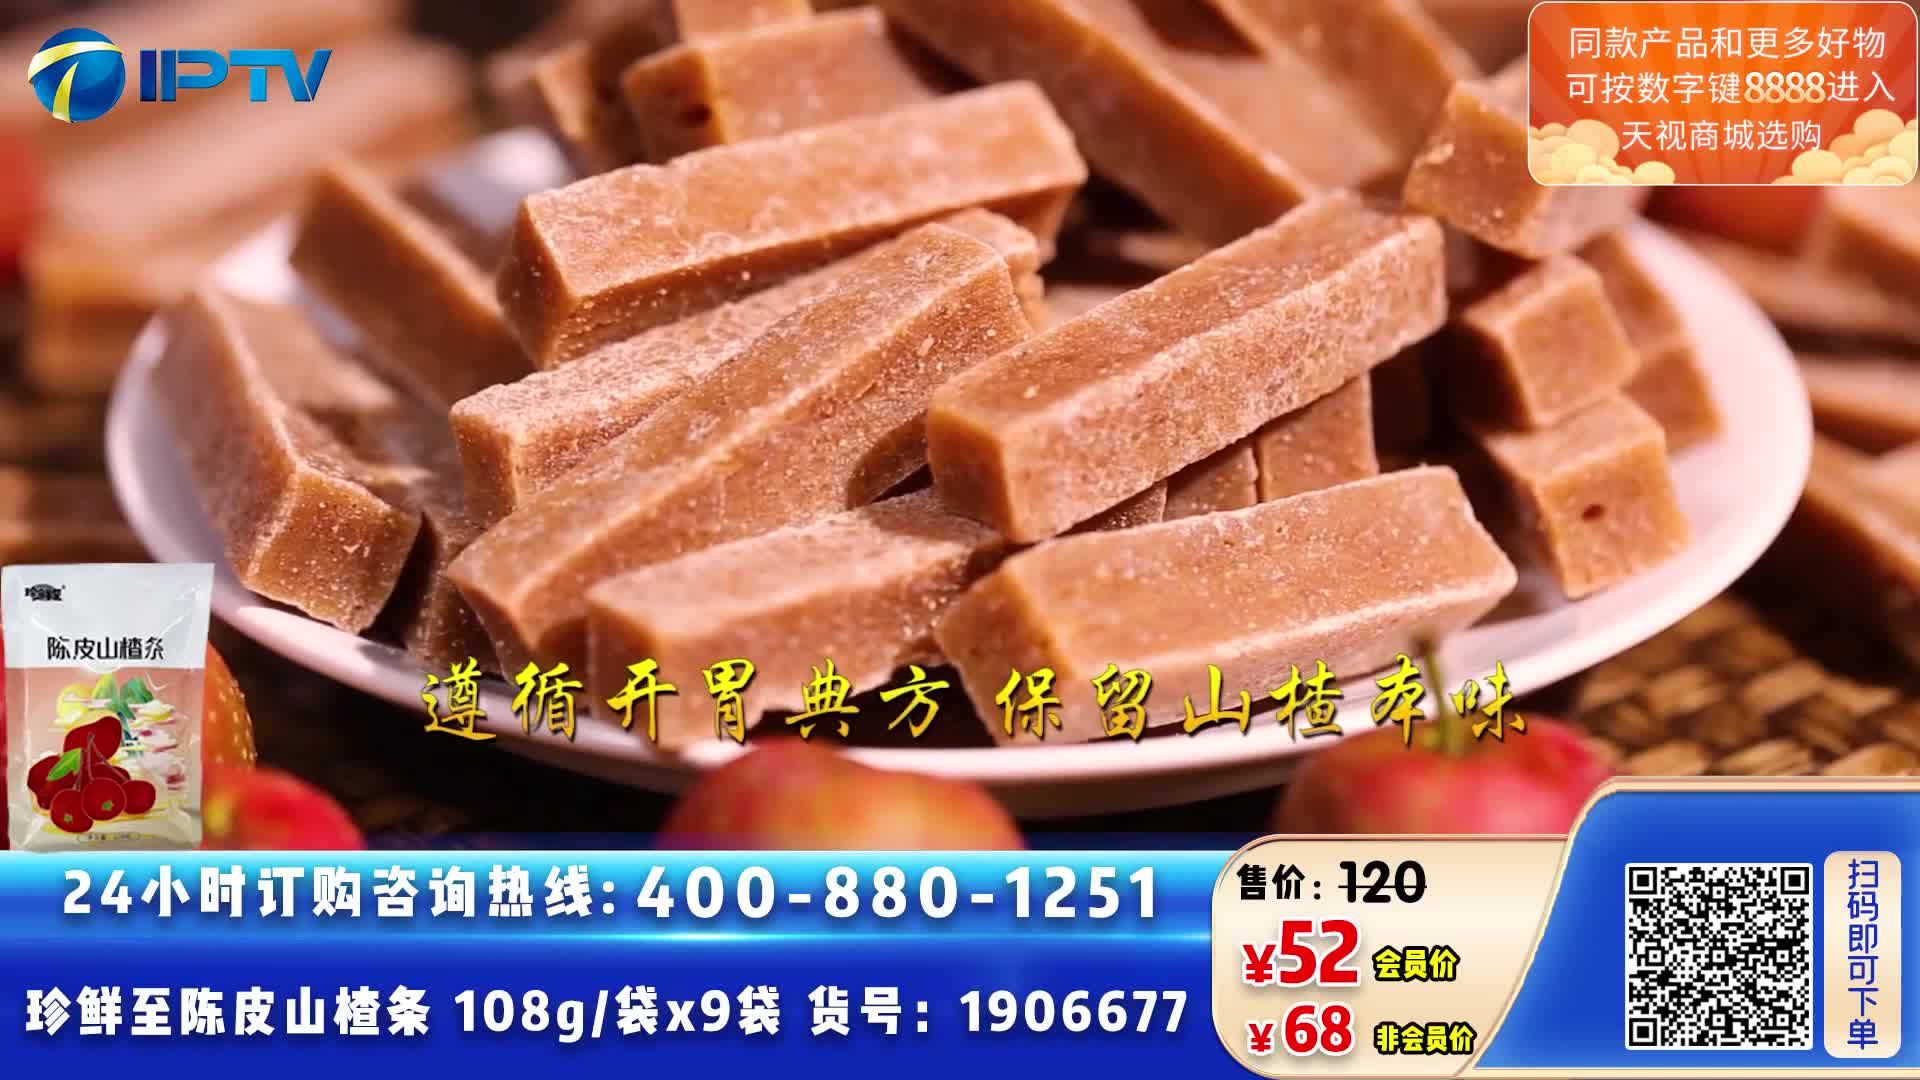 IPTV
同款产品和更多好物
可按数字键8888进入
天视商城选购
陈皮山楂条
遵循开胃典方 保留山楂本味
24小时订购咨询热线:400-880-1251
珍鲜至陈皮山楂条 108g/袋x9袋 货号：1906677
售价：120
¥52 会员价
¥68 非会员价
扫码即可下单